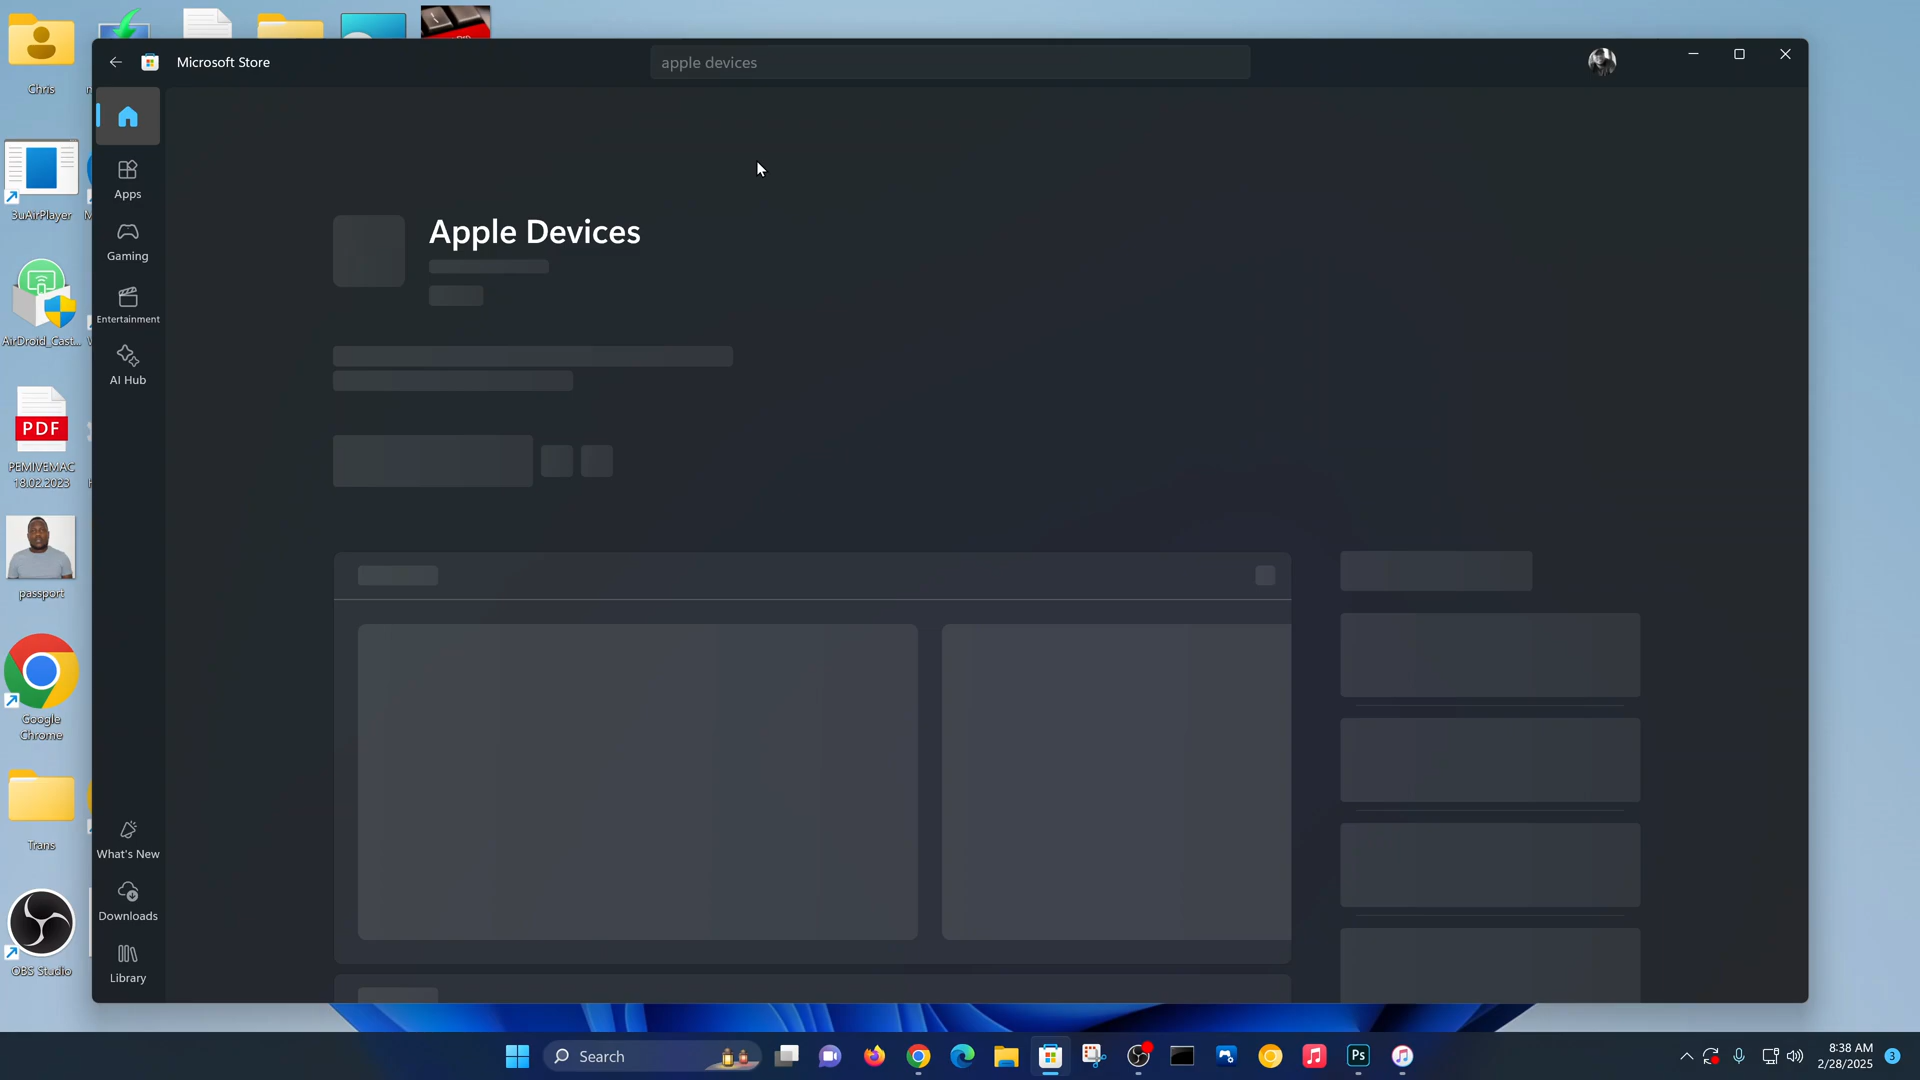 Microsoft Store
apple devices
Chris
3uAirPlayer
AirDroid_Cast...
PDF
PEMIVEMAC
18.02.2023
passport
Google
Chrome
Trans
OBS Studio
Apps
Gaming
Entertainment
AI Hub
What's New
Downloads
Library
Apple Devices
Search
Ps
8:38 AM
2/28/2025
3